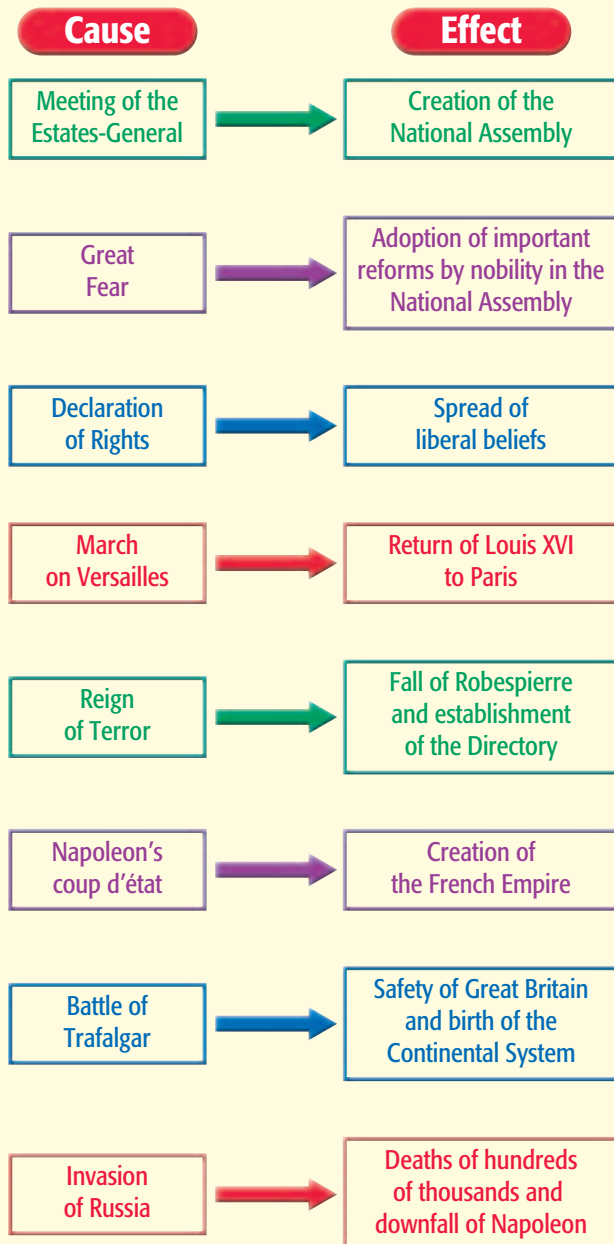 Cause
Effect
Meeting of the
Estates-General
Creation of the
National Assembly
Great
Fear
Adoption of important
reforms by nobility in the
National Assembly
Declaration
of Rights
Spread of
liberal beliefs
March
on Versailles
Return of Louis XVI
to Paris
Reign
of Terror
Fall of Robespierre
and establishment
of the Directory
Napoleon's
coup d'état
Creation of
the French Empire
Battle of
Trafalgar
Safety of Great Britain
and birth of the
Continental System
Invasion
of Russia
Deaths of hundreds
of thousands and
downfall of Napoleon